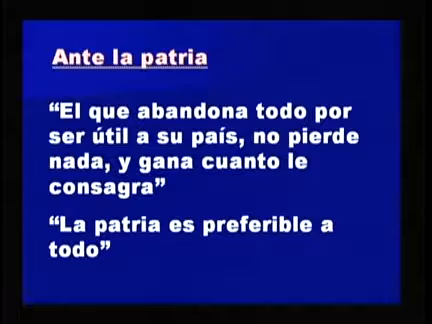 Ante la patria
“El que abandona todo por
ser útil a su país, no pierde
nada, y gana cuanto le
consagra”
“La patria es preferible a
todo”